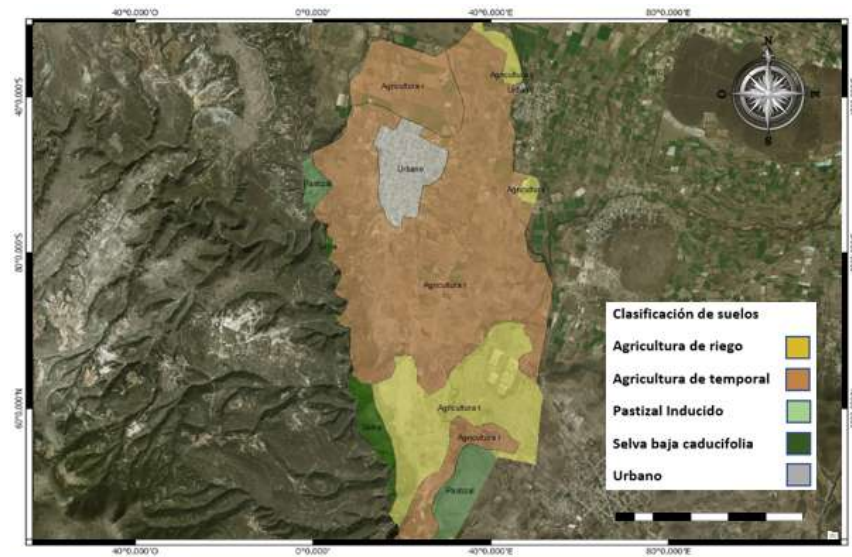 40°0.000'O 0°0.000' 40°0.000'E 80°0.000'E
N
O E
S
Agricultura r
Agricultura
Urbano
Urbano
Pastizal
Agricultura
Agricultura t
Agricultura t
Agricultura t
Selva
Pastizal
Clasificación de suelos
Agricultura de riego
Agricultura de temporal
Pastizal Inducido
Selva baja caducifolia
Urbano
40°0.000'S
80°0.000'S
60°0.000'N
40°0.000'O 0°0.000' 40°0.000'E 80°0.000'E